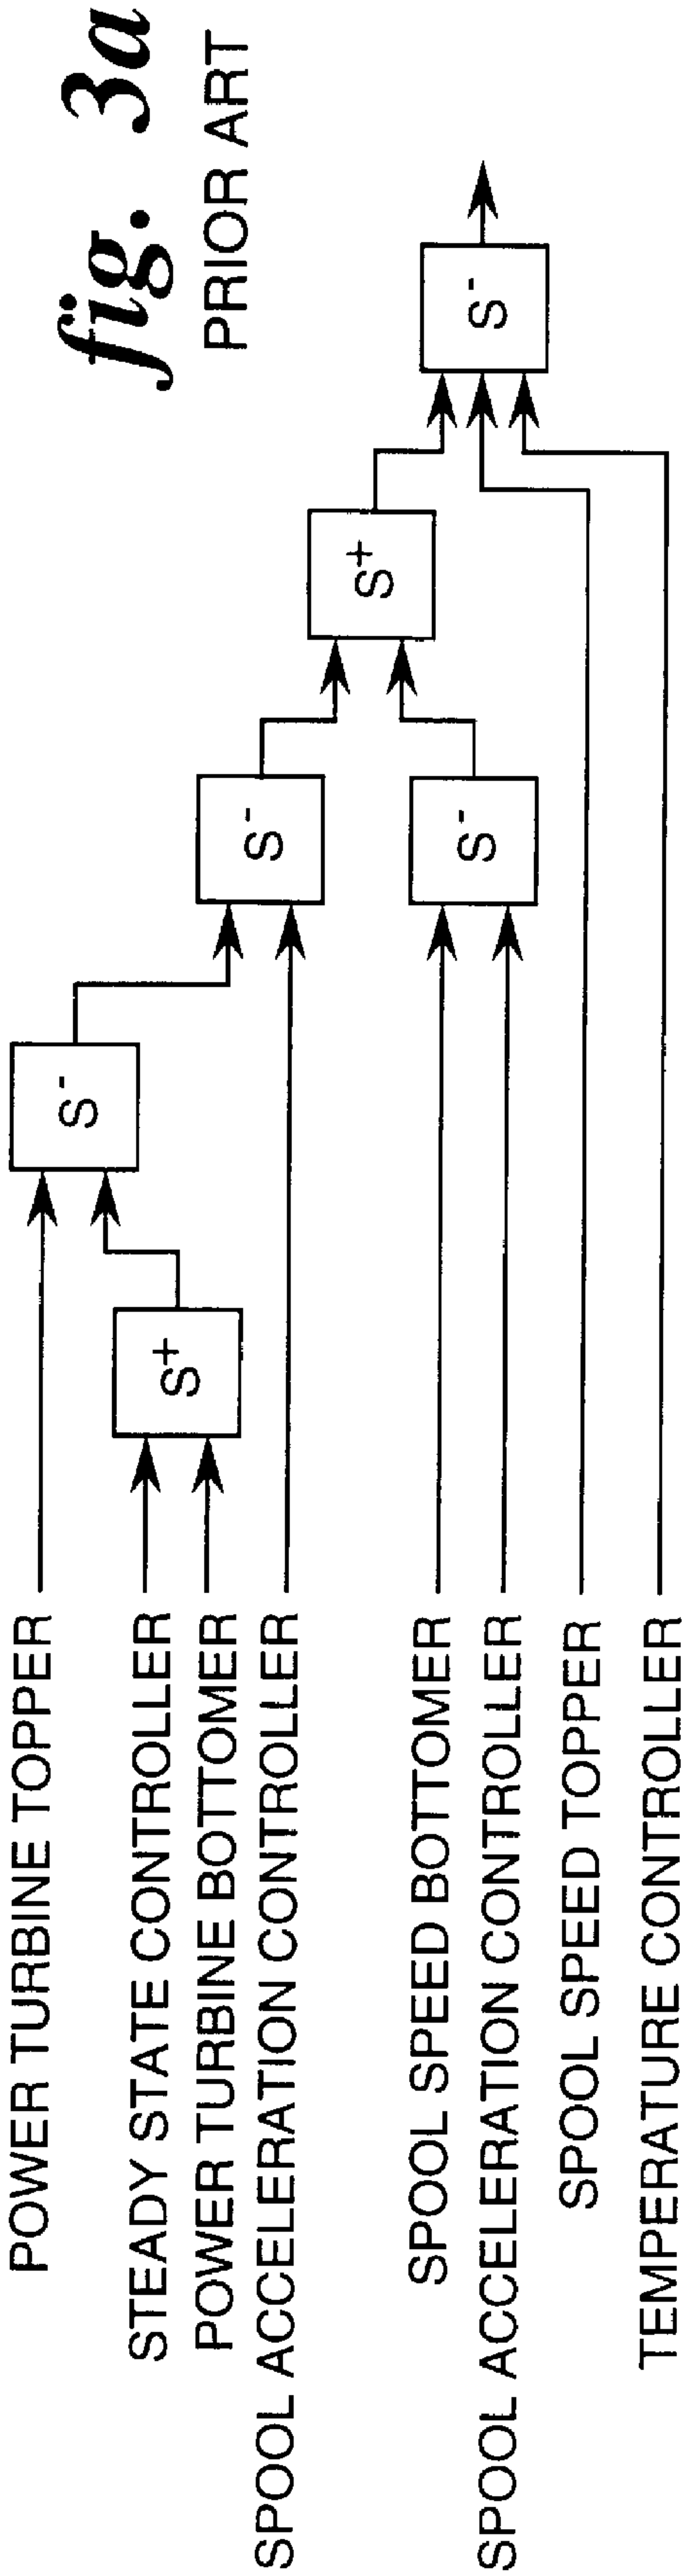 fig. 3a
PRIOR ART
POWER TURBINE TOPPER
STEADY STATE CONTROLLER
POWER TURBINE BOTTOMER
SPOOL ACCELERATION CONTROLLER
SPOOL SPEED BOTTOMER
SPOOL ACCELERATION CONTROLLER
SPOOL SPEED TOPPER
TEMPERATURE CONTROLLER
S+
S-
S-
S-
S+
S-